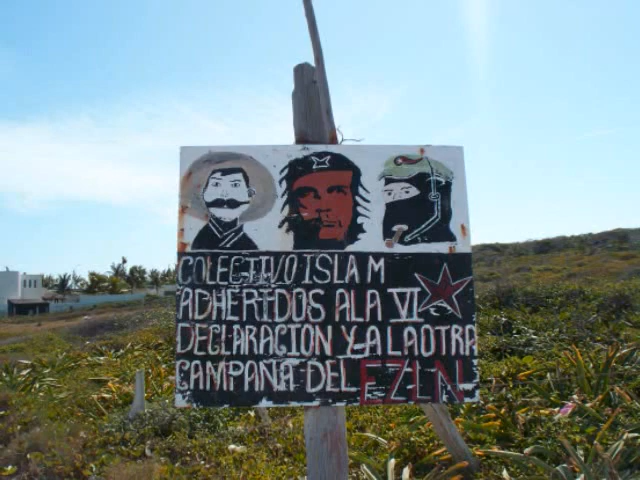 COLECTIVO ISLA M
ADHERIDOS A LA VI
DECLARACION Y A LA OTRA
CAMPAÑA DEL EZLN